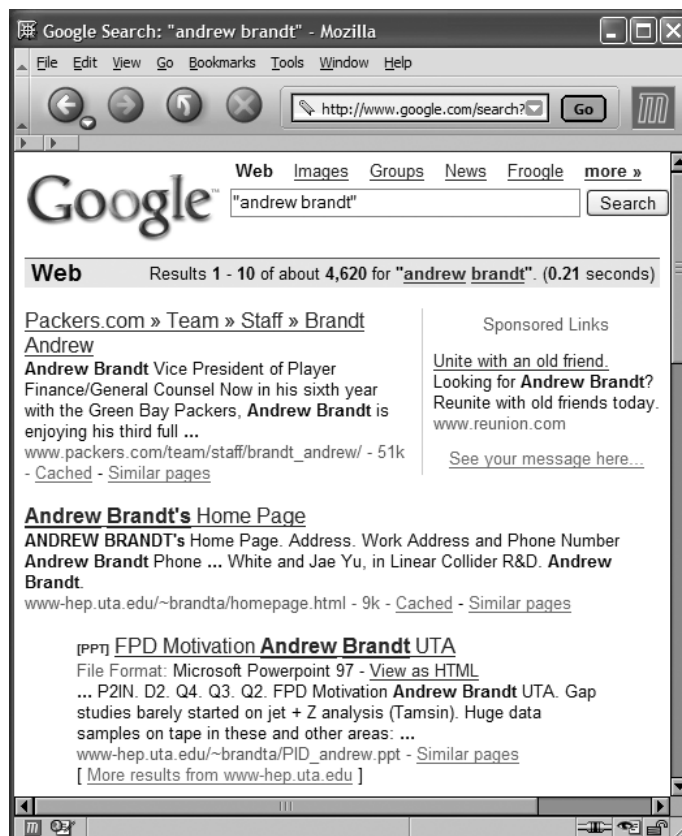 Google Search: "andrew brandt" - Mozilla
File Edit View Go Bookmarks Tools Window Help
http://www.google.com/search? Go
Web Images Groups News Froogle more »
Google™
"andrew brandt" Search
Web Results 1 - 10 of about 4,620 for "andrew brandt". (0.21 seconds)
Packers.com » Team » Staff » Brandt
Andrew
Andrew Brandt Vice President of Player
Finance/General Counsel Now in his sixth year
with the Green Bay Packers, Andrew Brandt is
enjoying his third full ...
www.packers.com/team/staff/brandt_andrew/ - 51k
- Cached - Similar pages
Sponsored Links
Unite with an old friend.
Looking for Andrew Brandt?
Reunite with old friends today.
www.reunion.com
See your message here...
Andrew Brandt's Home Page
ANDREW BRANDT's Home Page. Address. Work Address and Phone Number
Andrew Brandt Phone ... White and Jae Yu, in Linear Collider R&D. Andrew
Brandt.
www-hep.uta.edu/~brandta/homepage.html - 9k - Cached - Similar pages
[PPT] FPD Motivation Andrew Brandt UTA
File Format: Microsoft Powerpoint 97 - View as HTML
... P2IN. D2. Q4. Q3. Q2. FPD Motivation Andrew Brandt UTA. Gap
studies barely started on jet + Z analysis (Tamsin). Huge data
samples on tape in these and other areas: ...
www-hep.uta.edu/~brandta/PID_andrew.ppt - Similar pages
[ More results from www-hep.uta.edu ]